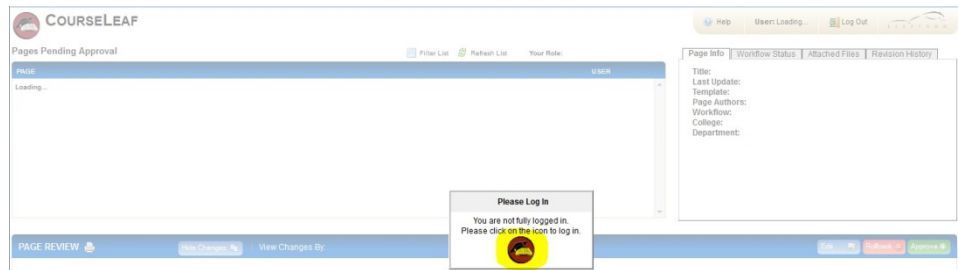 COURSELEAF
Help User: Loading... Log Out
Pages Pending Approval Filter List Refresh List Your Role:
PAGE USER
Loading...
Page Info Workflow Status Attached Files Revision History
Title:
Last Update:
Template:
Page Authors:
Workflow:
College:
Department:
Please Log In
You are not fully logged in.
Please click on the icon to log in.
PAGE REVIEW Hide Changes View Changes By: Edit Rollback Approve